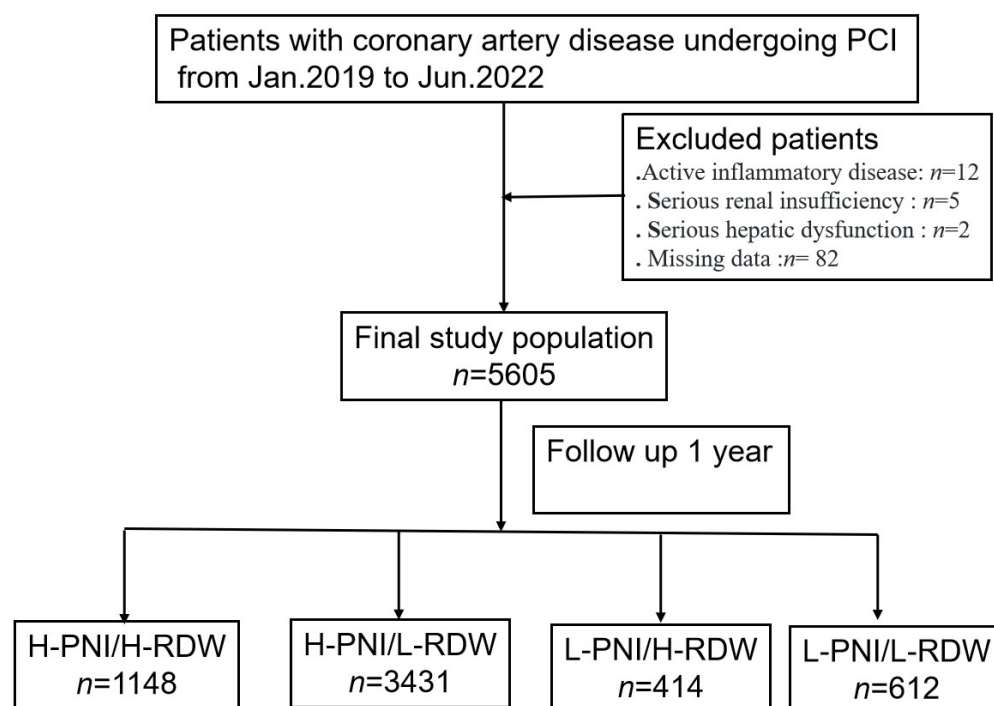 Patients with coronary artery disease undergoing PCI
from Jan.2019 to Jun.2022
Excluded patients
.Active inflammatory disease: n=12
. Serious renal insufficiency : n=5
. Serious hepatic dysfunction : n=2
. Missing data :n= 82
Final study population
n=5605
Follow up 1 year
H-PNI/H-RDW
n=1148
H-PNI/L-RDW
n=3431
L-PNI/H-RDW
n=414
L-PNI/L-RDW
n=612